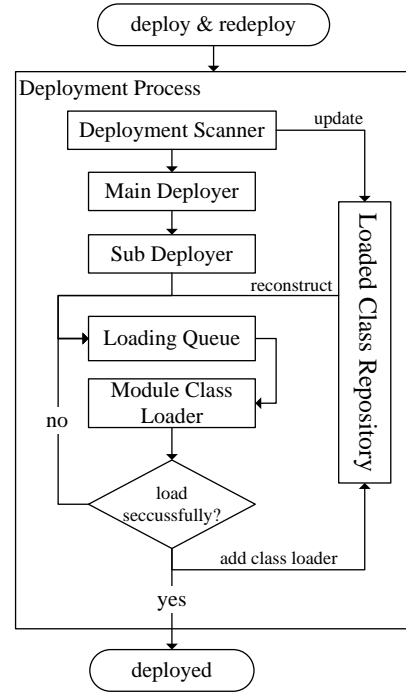 deploy & redeploy
Deployment Process
Deployment Scanner
update
Main Deployer
Sub Deployer
reconstruct
Loaded Class Repository
Loading Queue
Module Class
Loader
no
load
seccussfully?
add class loader
yes
deployed